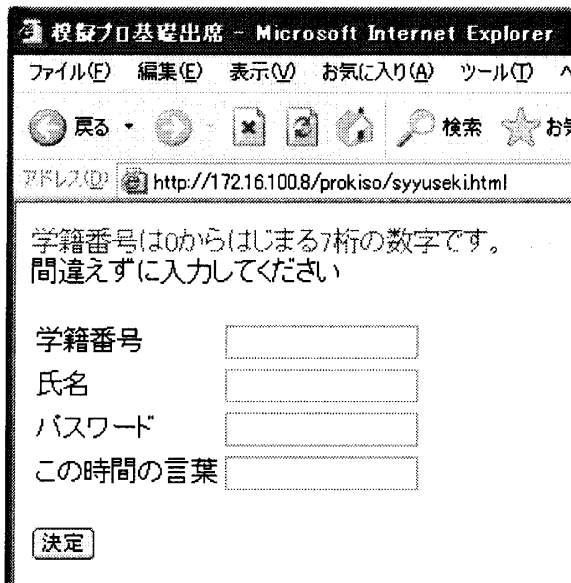 模擬プロ基礎出席 - Microsoft Internet Explorer
ファイル(F) 編集(E) 表示(V) お気に入り(A) ツール(T)
戻る 検索 お気
アドレス(D) http://172.16.100.8/prokiso/syyuseki.html
学籍番号は0からはじまる7桁の数字です。
間違えずに入力してください
学籍番号
氏名
パスワード
この時間の言葉
決定